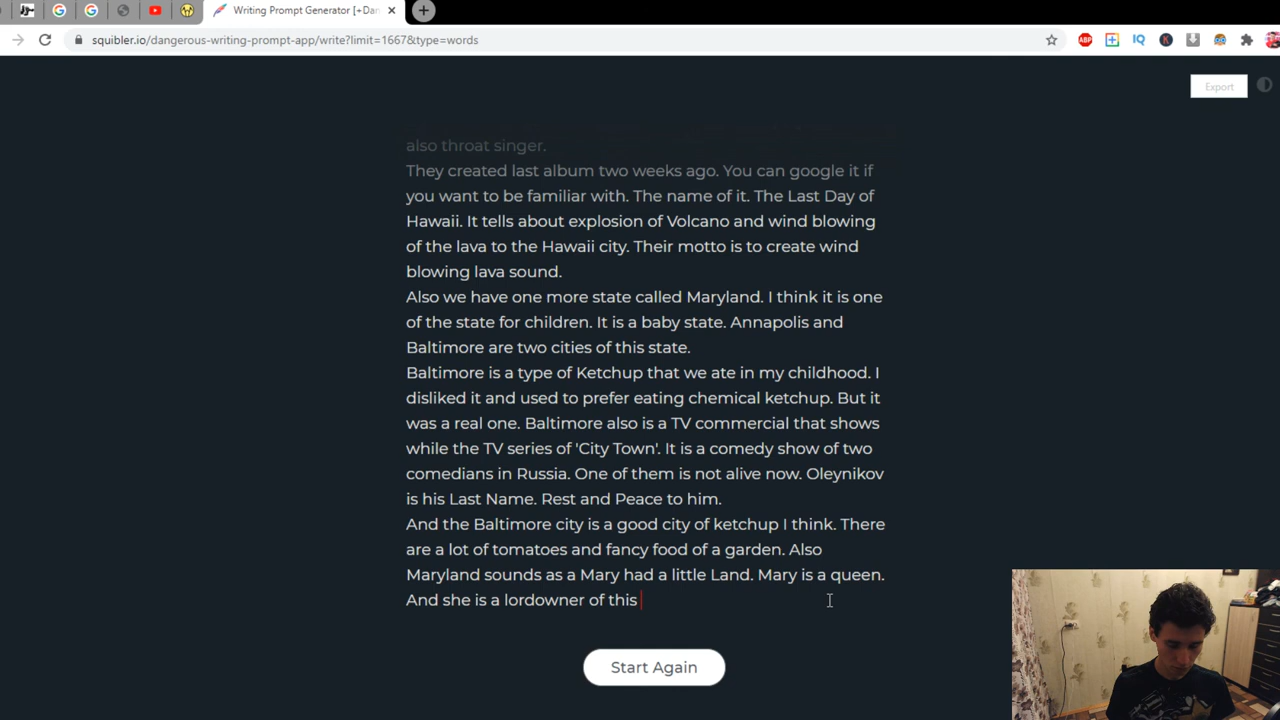 Writing Prompt Generator [+Dan
squibler.io/dangerous-writing-prompt-app/write?limit=1667&type=words
ABP
IQ
K
Export
also throat singer.
They created last album two weeks ago. You can google it if
you want to be familiar with. The name of it. The Last Day of
Hawaii. It tells about explosion of Volcano and wind blowing
of the lava to the Hawaii city. Their motto is to create wind
blowing lava sound.
Also we have one more state called Maryland. I think it is one
of the state for children. It is a baby state. Annapolis and
Baltimore are two cities of this state.
Baltimore is a type of Ketchup that we ate in my childhood. I
disliked it and used to prefer eating chemical ketchup. But it
was a real one. Baltimore also is a TV commercial that shows
while the TV series of 'City Town'. It is a comedy show of two
comedians in Russia. One of them is not alive now. Oleynikov
is his Last Name. Rest and Peace to him.
And the Baltimore city is a good city of ketchup I think. There
are a lot of tomatoes and fancy food of a garden. Also
Maryland sounds as a Mary had a little Land. Mary is a queen.
And she is a lordowner of this
Start Again